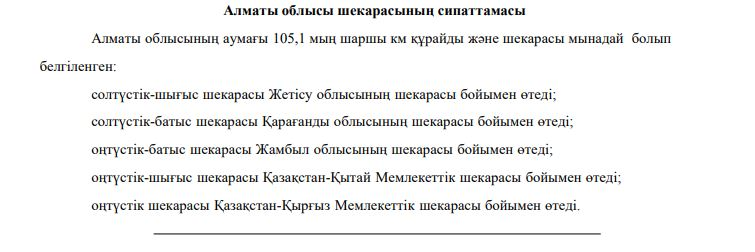 Алматы облысы шекарасының сипаттамасы
Алматы облысының аумағы 105,1 мың шаршы км құрайды және шекарасы мынадай болып
белгіленген:
солтүстік-шығыс шекарасы Жетісу облысының шекарасы бойымен өтеді;
солтүстік-батыс шекарасы Қарағанды облысының шекарасы бойымен өтеді;
оңтүстік-батыс шекарасы Жамбыл облысының шекарасы бойымен өтеді;
оңтүстік-шығыс шекарасы Қазақстан-Қытай Мемлекеттік шекарасы бойымен өтеді;
оңтүстік шекарасы Қазақстан-Қырғыз Мемлекеттік шекарасы бойымен өтеді.